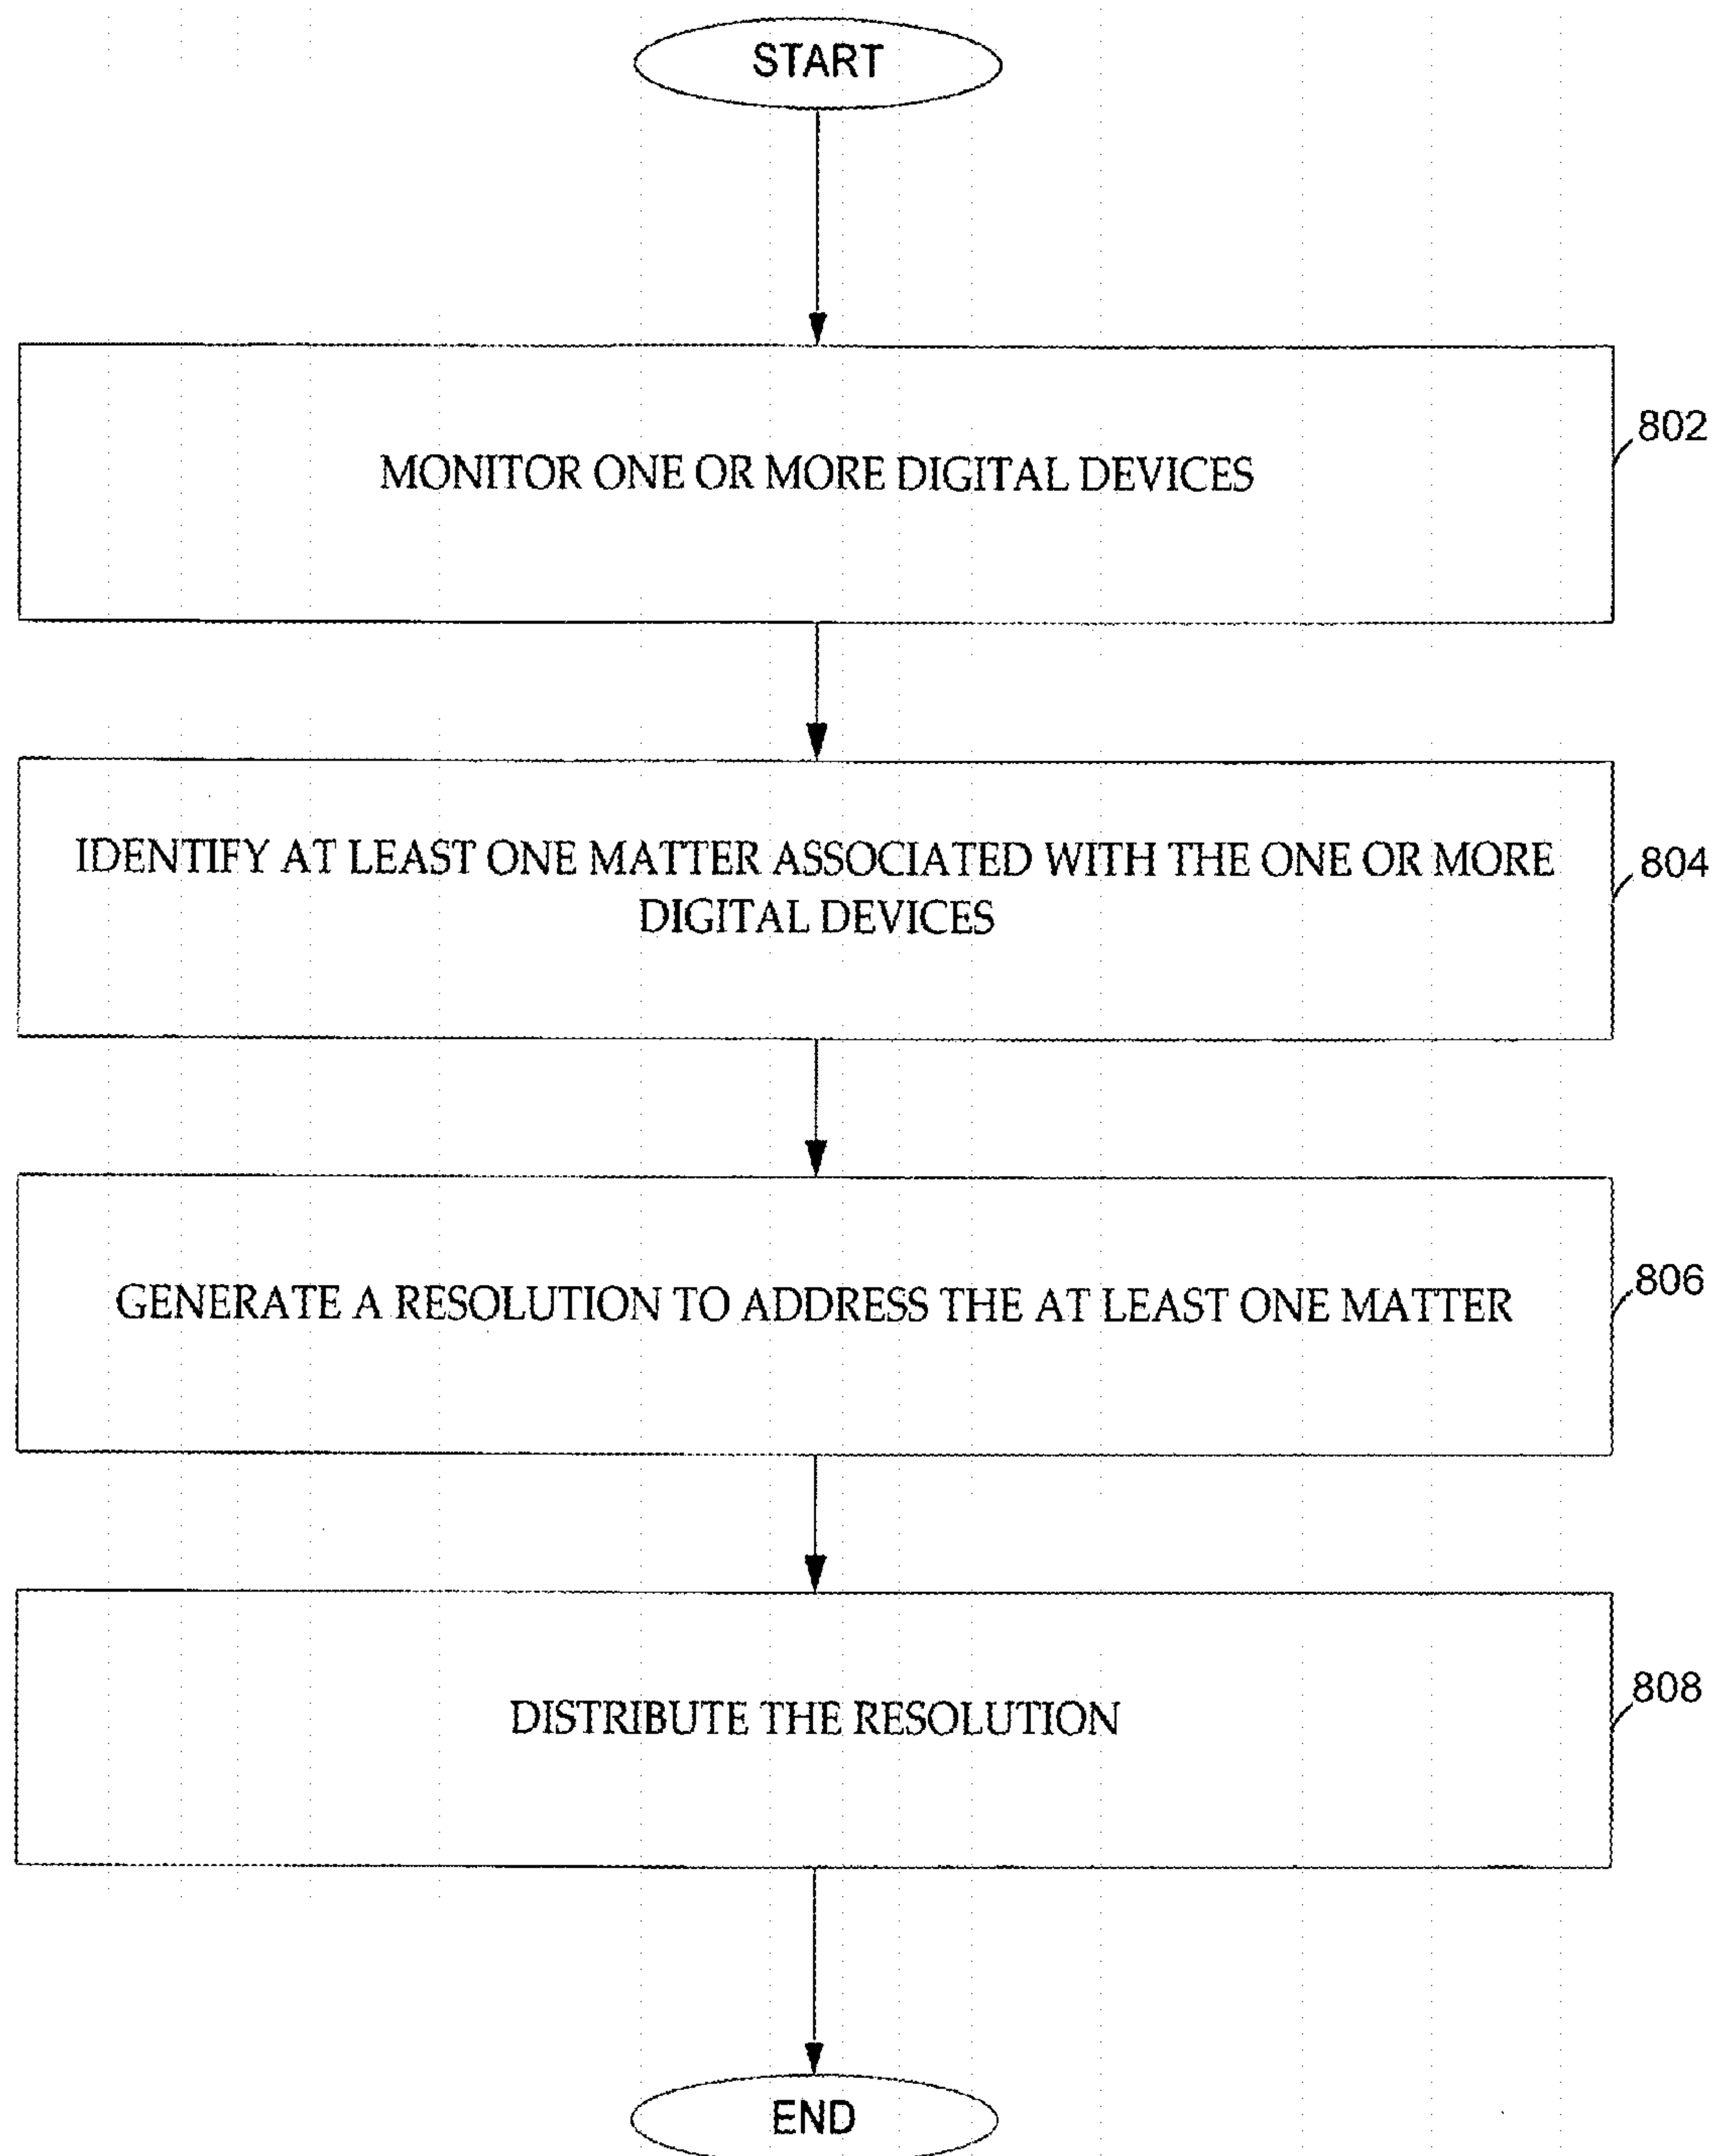 START
MONITOR ONE OR MORE DIGITAL DEVICES
802
IDENTIFY AT LEAST ONE MATTER ASSOCIATED WITH THE ONE OR MORE
DIGITAL DEVICES
804
GENERATE A RESOLUTION TO ADDRESS THE AT LEAST ONE MATTER
806
DISTRIBUTE THE RESOLUTION
808
END